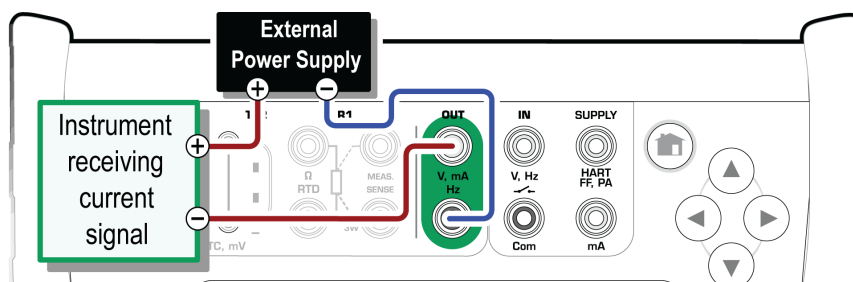 External
Power Supply
+
−
Instrument
receiving
current
signal
+
−
R1
OUT
IN
SUPPLY
Ω
RTD
MEAS.
SENSE
V, mA
Hz
V, Hz
HART
FF, PA
TC, mV
3W
Com
mA